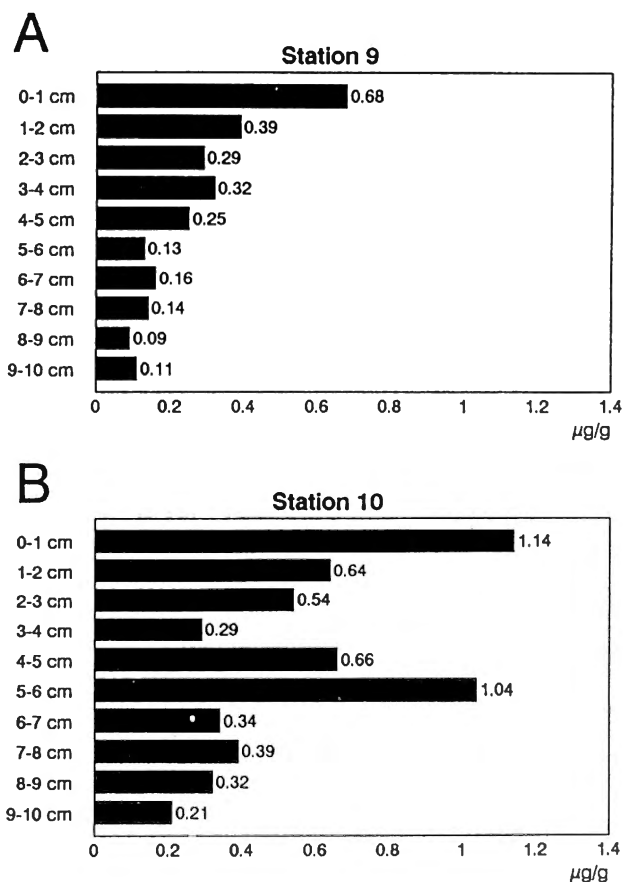 A
Station 9
0-1 cm 0.68
1-2 cm 0.39
2-3 cm 0.29
3-4 cm 0.32
4-5 cm 0.25
5-6 cm 0.13
6-7 cm 0.16
7-8 cm 0.14
8-9 cm 0.09
9-10 cm 0.11
0 0.2 0.4 0.6 0.8 1 1.2 1.4
µg/g
B
Station 10
0-1 cm 1.14
1-2 cm 0.64
2-3 cm 0.54
3-4 cm 0.29
4-5 cm 0.66
5-6 cm 1.04
6-7 cm 0.34
7-8 cm 0.39
8-9 cm 0.32
9-10 cm 0.21
0 0.2 0.4 0.6 0.8 1 1.2 1.4
µg/g